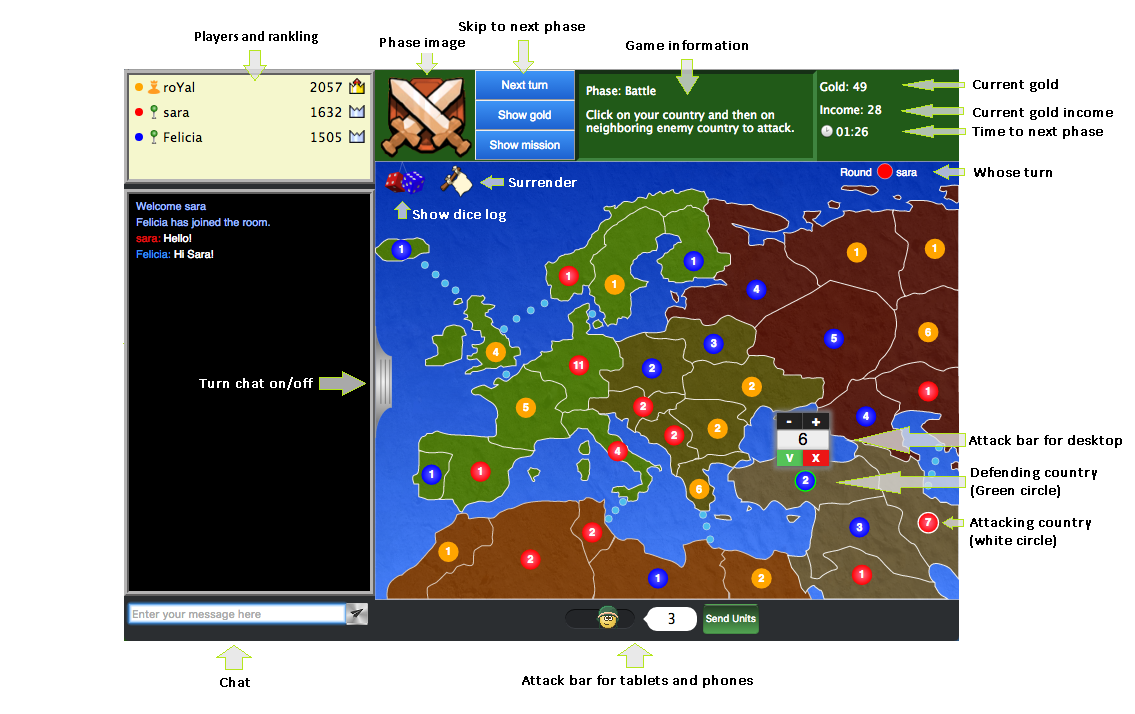 Skip to next phase
Players and rankling
Phase image
Game information
roYal 2057
sara 1632
Felicia 1505
Next turn
Show gold
Show mission
Phase: Battle
Click on your country and then on
neighboring enemy country to attack.
Gold: 49
Income: 28
01:26
Current gold
Current gold income
Time to next phase
Surrender
Show dice log
Round sara
Whose turn
Welcome sara
Felicia has joined the room.
sara: Hello!
Felicia: Hi Sara!
1
1
1
1
1
1
4
5
6
4
11
2
3
2
1
5
2
2
2
4
4
1
1
6
- +
6
V X
2
7
3
1
1
2
2
1
2
Turn chat on/off
Attack bar for desktop
Defending country
(Green circle)
Attacking country
(white circle)
Enter your message here
3
Send Units
Chat
Attack bar for tablets and phones